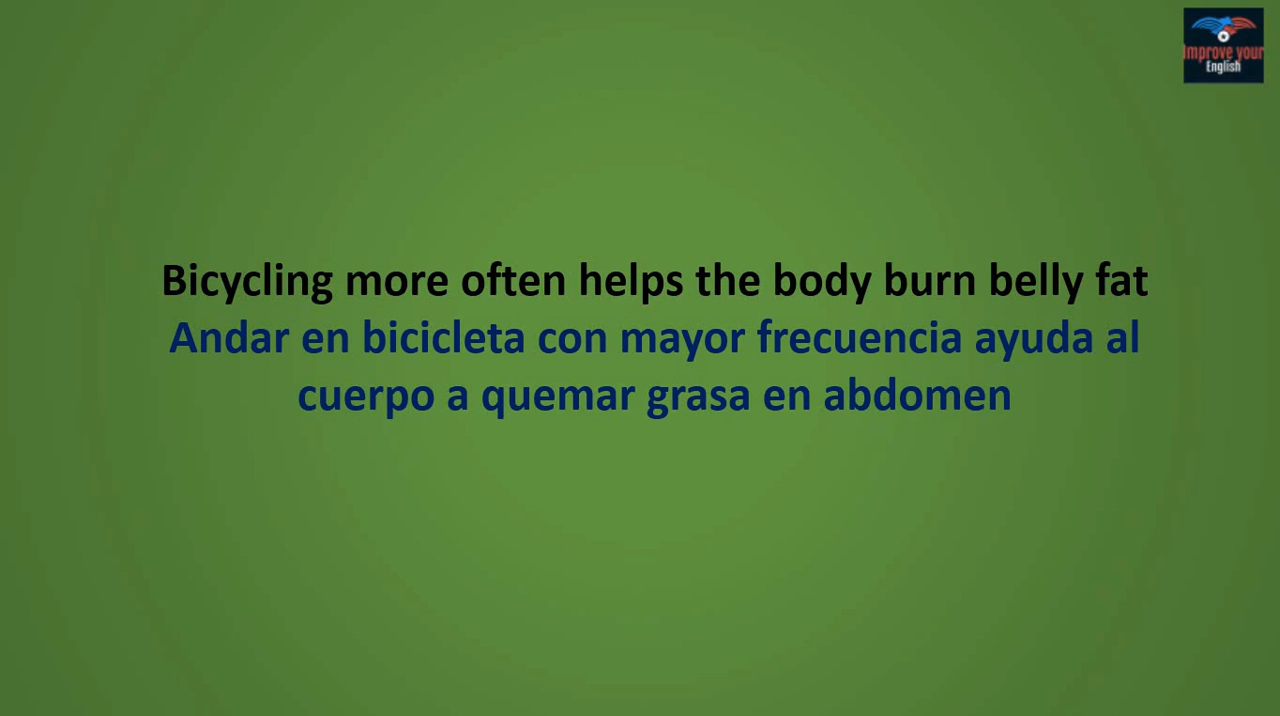 Improve your
English
Bicycling more often helps the body burn belly fat
Andar en bicicleta con mayor frecuencia ayuda al
cuerpo a quemar grasa en abdomen